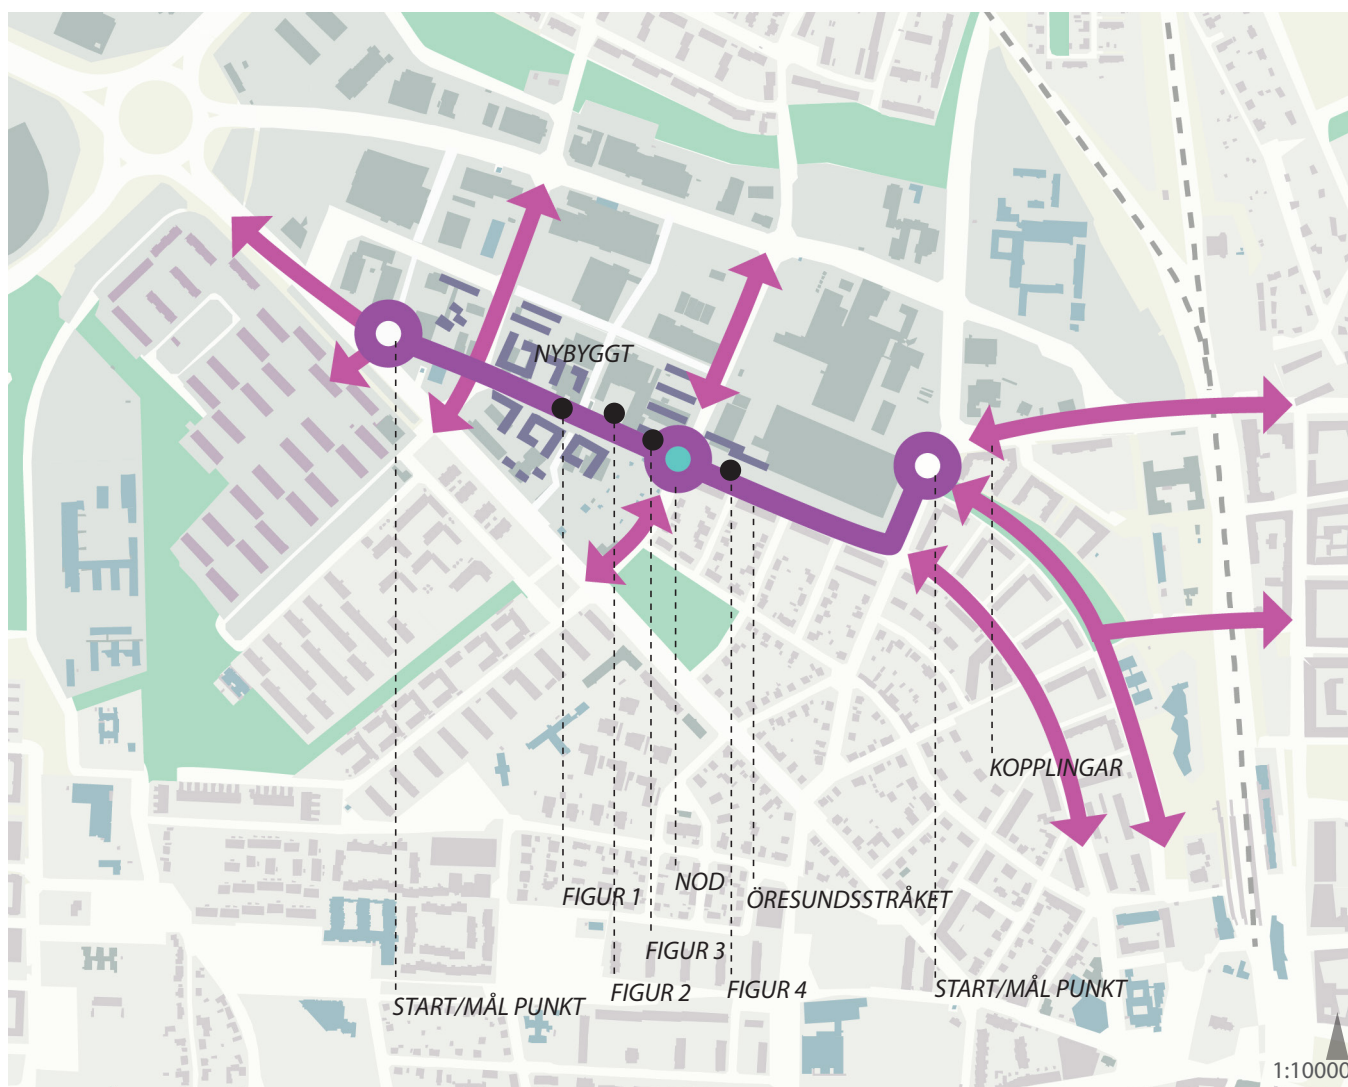 NYBYGGT
KOPPLINGAR
NOD
FIGUR 1
ÖRESUNDSSTRÅKET
FIGUR 3
FIGUR 2
FIGUR 4
START/MÅL PUNKT
START/MÅL PUNKT
1:10000